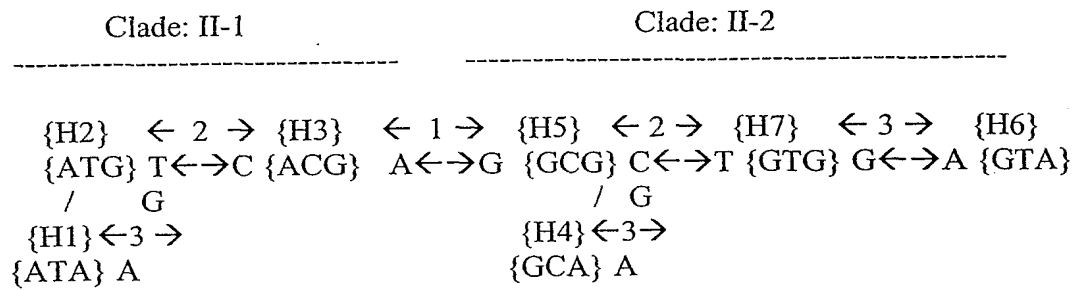 Clade: II-1 Clade: II-2
--------------------------------- ----------------------------------------------
{H2} ← 2 → {H3} ← 1 → {H5} ← 2 → {H7} ← 3 → {H6}
{ATG} T←→C {ACG} A←→G {GCG} C←→T {GTG} G←→A {GTA}
/ G / G
{H1}←3 → {H4}←3→
{ATA} A {GCA} A